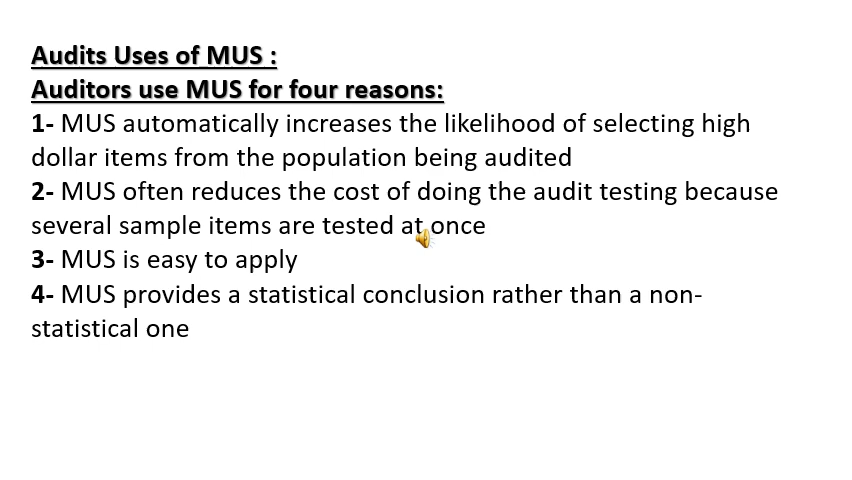 Audits Uses of MUS :
Auditors use MUS for four reasons:
1- MUS automatically increases the likelihood of selecting high
dollar items from the population being audited
2- MUS often reduces the cost of doing the audit testing because
several sample items are tested at once
3- MUS is easy to apply
4- MUS provides a statistical conclusion rather than a non-
statistical one